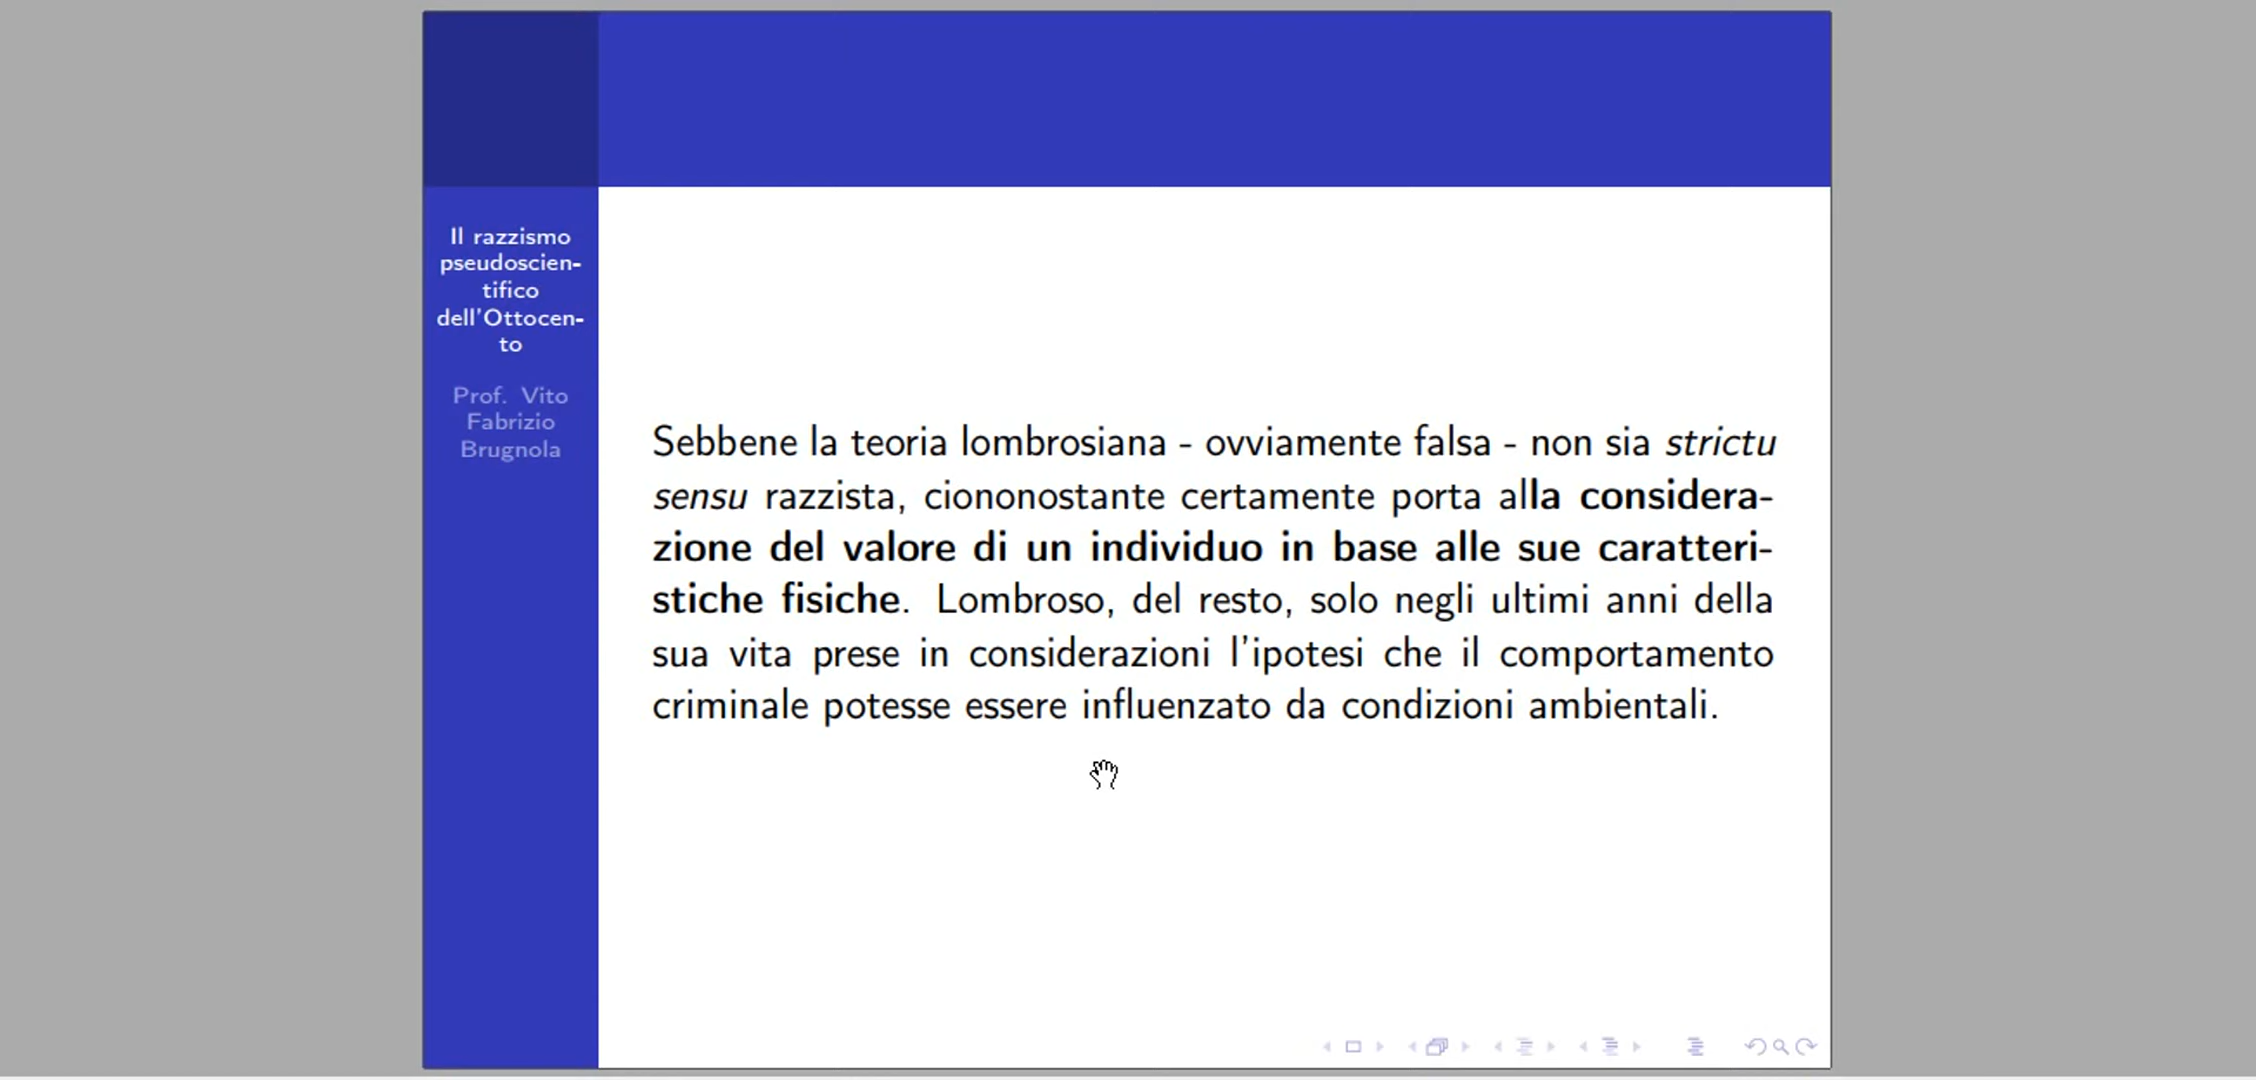 Il razzismo
pseudoscien-
tifico
dell'Ottocen-
to
Prof. Vito
Fabrizio
Brugnola
Sebbene la teoria lombrosiana - ovviamente falsa - non sia strictu
sensu razzista, ciononostante certamente porta alla considera-
zione del valore di un individuo in base alle sue caratteri-
stiche fisiche. Lombroso, del resto, solo negli ultimi anni della
sua vita prese in considerazioni l'ipotesi che il comportamento
criminale potesse essere influenzato da condizioni ambientali.